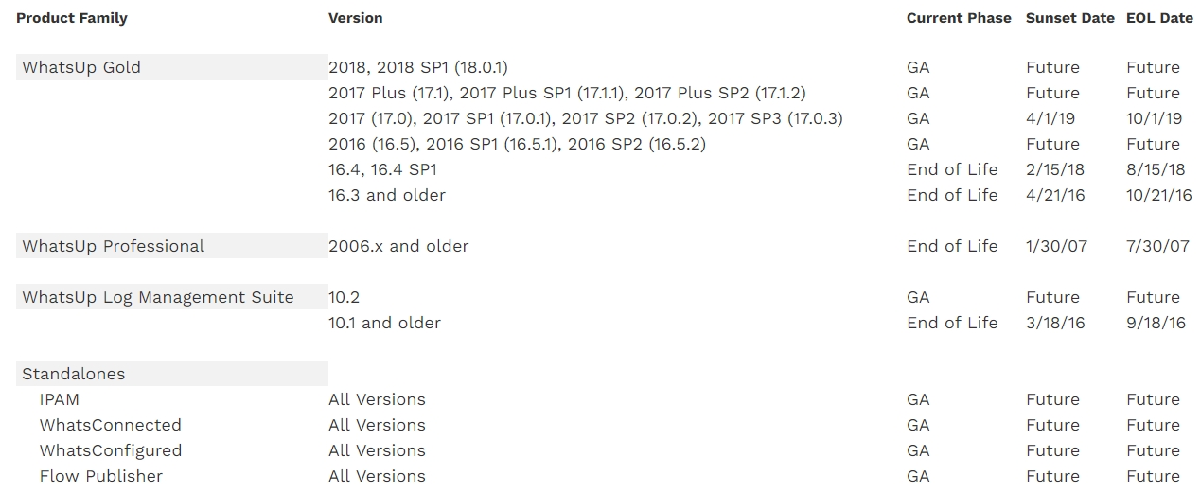 Product Family Version Current Phase Sunset Date EOL Date
WhatsUp Gold 2018, 2018 SP1 (18.0.1) GA Future Future
2017 Plus (17.1), 2017 Plus SP1 (17.1.1), 2017 Plus SP2 (17.1.2) GA Future Future
2017 (17.0), 2017 SP1 (17.0.1), 2017 SP2 (17.0.2), 2017 SP3 (17.0.3) GA 4/1/19 10/1/19
2016 (16.5), 2016 SP1 (16.5.1), 2016 SP2 (16.5.2) GA Future Future
16.4, 16.4 SP1 End of Life 2/15/18 8/15/18
16.3 and older End of Life 4/21/16 10/21/16
WhatsUp Professional 2006.x and older End of Life 1/30/07 7/30/07
WhatsUp Log Management Suite 10.2 GA Future Future
10.1 and older End of Life 3/18/16 9/18/16
Standalones
IPAM All Versions GA Future Future
WhatsConnected All Versions GA Future Future
WhatsConfigured All Versions GA Future Future
Flow Publisher All Versions GA Future Future